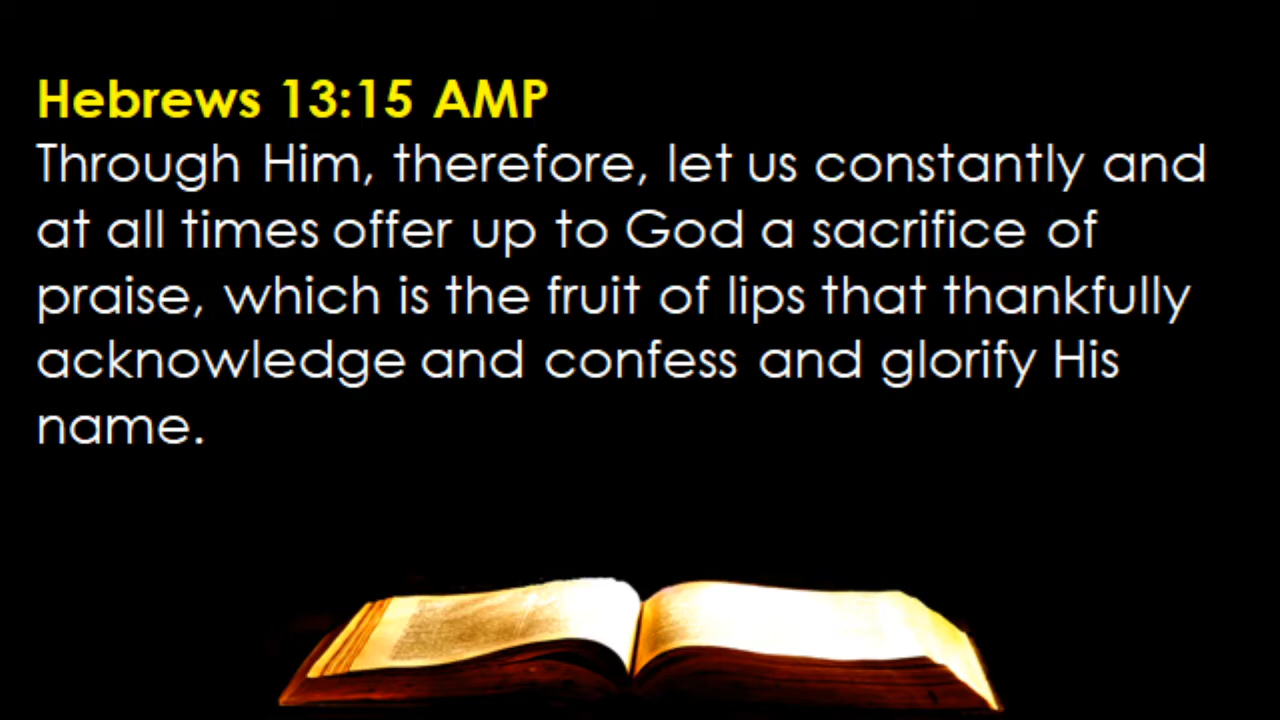 Hebrews 13:15 AMP
Through Him, therefore, let us constantly and
at all times offer up to God a sacrifice of
praise, which is the fruit of lips that thankfully
acknowledge and confess and glorify His
name.